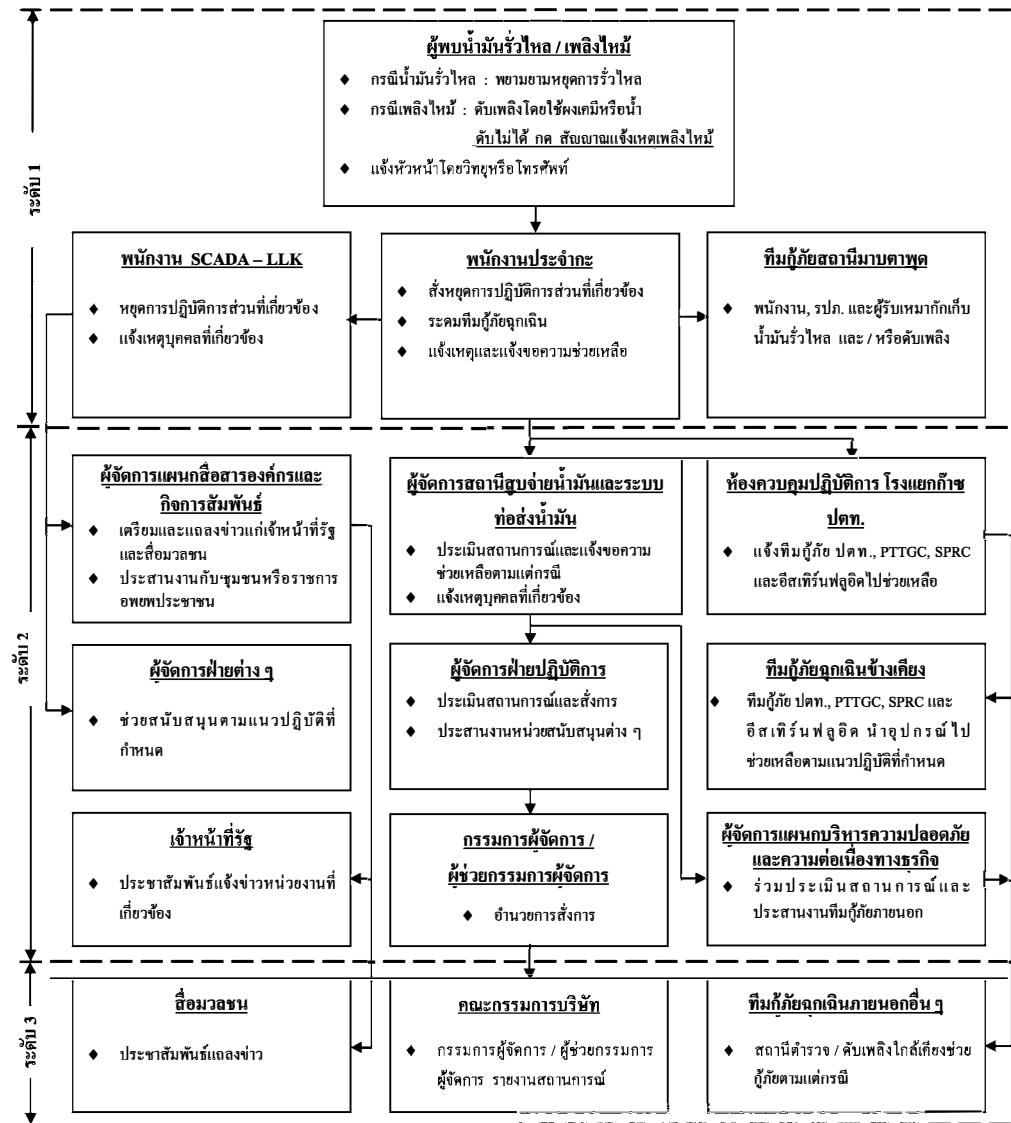 ผู้พบน้ำมันรั่วไหล / เพลิงไหม้
♦ กรณีน้ำมันรั่วไหล : พยามยามหยุดการรั่วไหล
♦ กรณีเพลิงไหม้ : ดับเพลิงโดยใช้ผงเคมีหรือน้ำ
ดับไม่ได้ กด สัญญาณแจ้งเหตุเพลิงไหม้
♦ แจ้งหัวหน้าโดยวิทยุหรือโทรศัพท์
ระดับ 1
พนักงาน SCADA – LLK
♦ หยุดการปฏิบัติการส่วนที่เกี่ยวข้อง
♦ แจ้งเหตุบุคคลที่เกี่ยวข้อง
พนักงานประจำกะ
♦ สั่งหยุดการปฏิบัติการส่วนที่เกี่ยวข้อง
♦ ระดมทีมกู้ภัยฉุกเฉิน
♦ แจ้งเหตุและแจ้งขอความช่วยเหลือ
ทีมกู้ภัยสถานีมาบตาพุด
♦ พนักงาน, รปภ. และผู้รับเหมากักเก็บ
น้ำมันรั่วไหล และ / หรือดับเพลิง
ระดับ 2
ผู้จัดการแผนกสื่อสารองค์กรและ
กิจการสัมพันธ์
♦ เตรียมและแถลงข่าวแก่เจ้าหน้าที่รัฐ
และสื่อมวลชน
♦ ประสานงานกับชุมชนหรือราชการ
อพยพประชาชน
ผู้จัดการสถานีสูบจ่ายน้ำมันและระบบ
ท่อส่งน้ำมัน
♦ ประเมินสถานการณ์และแจ้งขอความ
ช่วยเหลือตามแต่กรณี
♦ แจ้งเหตุบุคคลที่เกี่ยวข้อง
ห้องควบคุมปฏิบัติการ โรงแยกก๊าซ
ปตท.
♦ แจ้งทีมกู้ภัย ปตท., PTTGC, SPRC
และอีสเทิร์นฟลูอิดไปช่วยเหลือ
ผู้จัดการฝ่ายต่าง ๆ
♦ ช่วยสนับสนุนตามแนวปฏิบัติที่
กำหนด
ผู้จัดการฝ่ายปฏิบัติการ
♦ ประเมินสถานการณ์และสั่งการ
♦ ประสานงานหน่วยสนับสนุนต่าง ๆ
ทีมกู้ภัยฉุกเฉินข้างเคียง
♦ ทีมกู้ภัย ปตท., PTTGC, SPRC และ
อีสเทิร์นฟลูอิด นำอุปกรณ์ไป
ช่วยเหลือตามแนวปฏิบัติที่กำหนด
เจ้าหน้าที่รัฐ
♦ ประชาสัมพันธ์แจ้งข่าวหน่วยงานที่
เกี่ยวข้อง
กรรมการผู้จัดการ /
ผู้ช่วยกรรมการผู้จัดการ
♦ อำนวยการสั่งการ
ผู้จัดการแผนกบริหารความปลอดภัย
และความต่อเนื่องทางธุรกิจ
♦ ร่วมประเมินสถานการณ์และ
ประสานงานทีมกู้ภัยภายนอก
ระดับ 3
สื่อมวลชน
♦ ประชาสัมพันธ์แถลงข่าว
คณะกรรมการบริษัท
♦ กรรมการผู้จัดการ / ผู้ช่วยกรรมการ
ผู้จัดการ รายงานสถานการณ์
ทีมกู้ภัยฉุกเฉินภายนอกอื่น ๆ
♦ สถานีตำรวจ / ดับเพลิงใกล้เคียงช่วย
กู้ภัยตามแต่กรณี